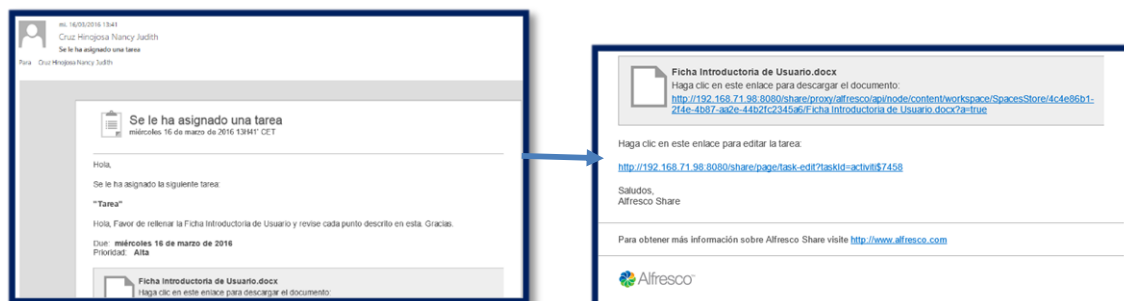 mi. 16/03/2016 13:41
Cruz Hinojosa Nancy Judith
Se le ha asignado una tarea
Para Cruz Hinojosa Nancy Judith
Se le ha asignado una tarea
miércoles 16 de marzo de 2016 13H41' CET
Hola,
Se le ha asignado la siguiente tarea:
"Tarea"
Hola, Favor de rellenar la Ficha Introductoria de Usuario y revise cada punto descrito en esta. Gracias.
Due: miércoles 16 de marzo de 2016
Prioridad: Alta
Ficha Introductoria de Usuario.docx
Haga clic en este enlace para descargar el documento:
Ficha Introductoria de Usuario.docx
Haga clic en este enlace para descargar el documento:
http://192.168.71.98:8080/share/proxy/alfresco/api/node/content/workspace/SpacesStore/4c4e86b1-
2f4e-4b87-aa2e-44b2fc2345a6/Ficha Introductoria de Usuario.docx?a=true
Haga clic en este enlace para editar la tarea:
http://192.168.71.98:8080/share/page/task-edit?taskId=activiti$7458
Saludos,
Alfresco Share
Para obtener más información sobre Alfresco Share visite http://www.alfresco.com
Alfresco